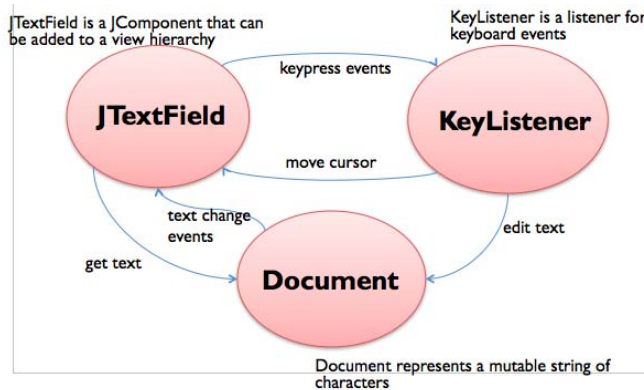 JTextField is a JComponent that can
be added to a view hierarchy
KeyListener is a listener for
keyboard events
keypress events
JTextField
KeyListener
move cursor
text change
events
edit text
get text
Document
Document represents a mutable string of
characters